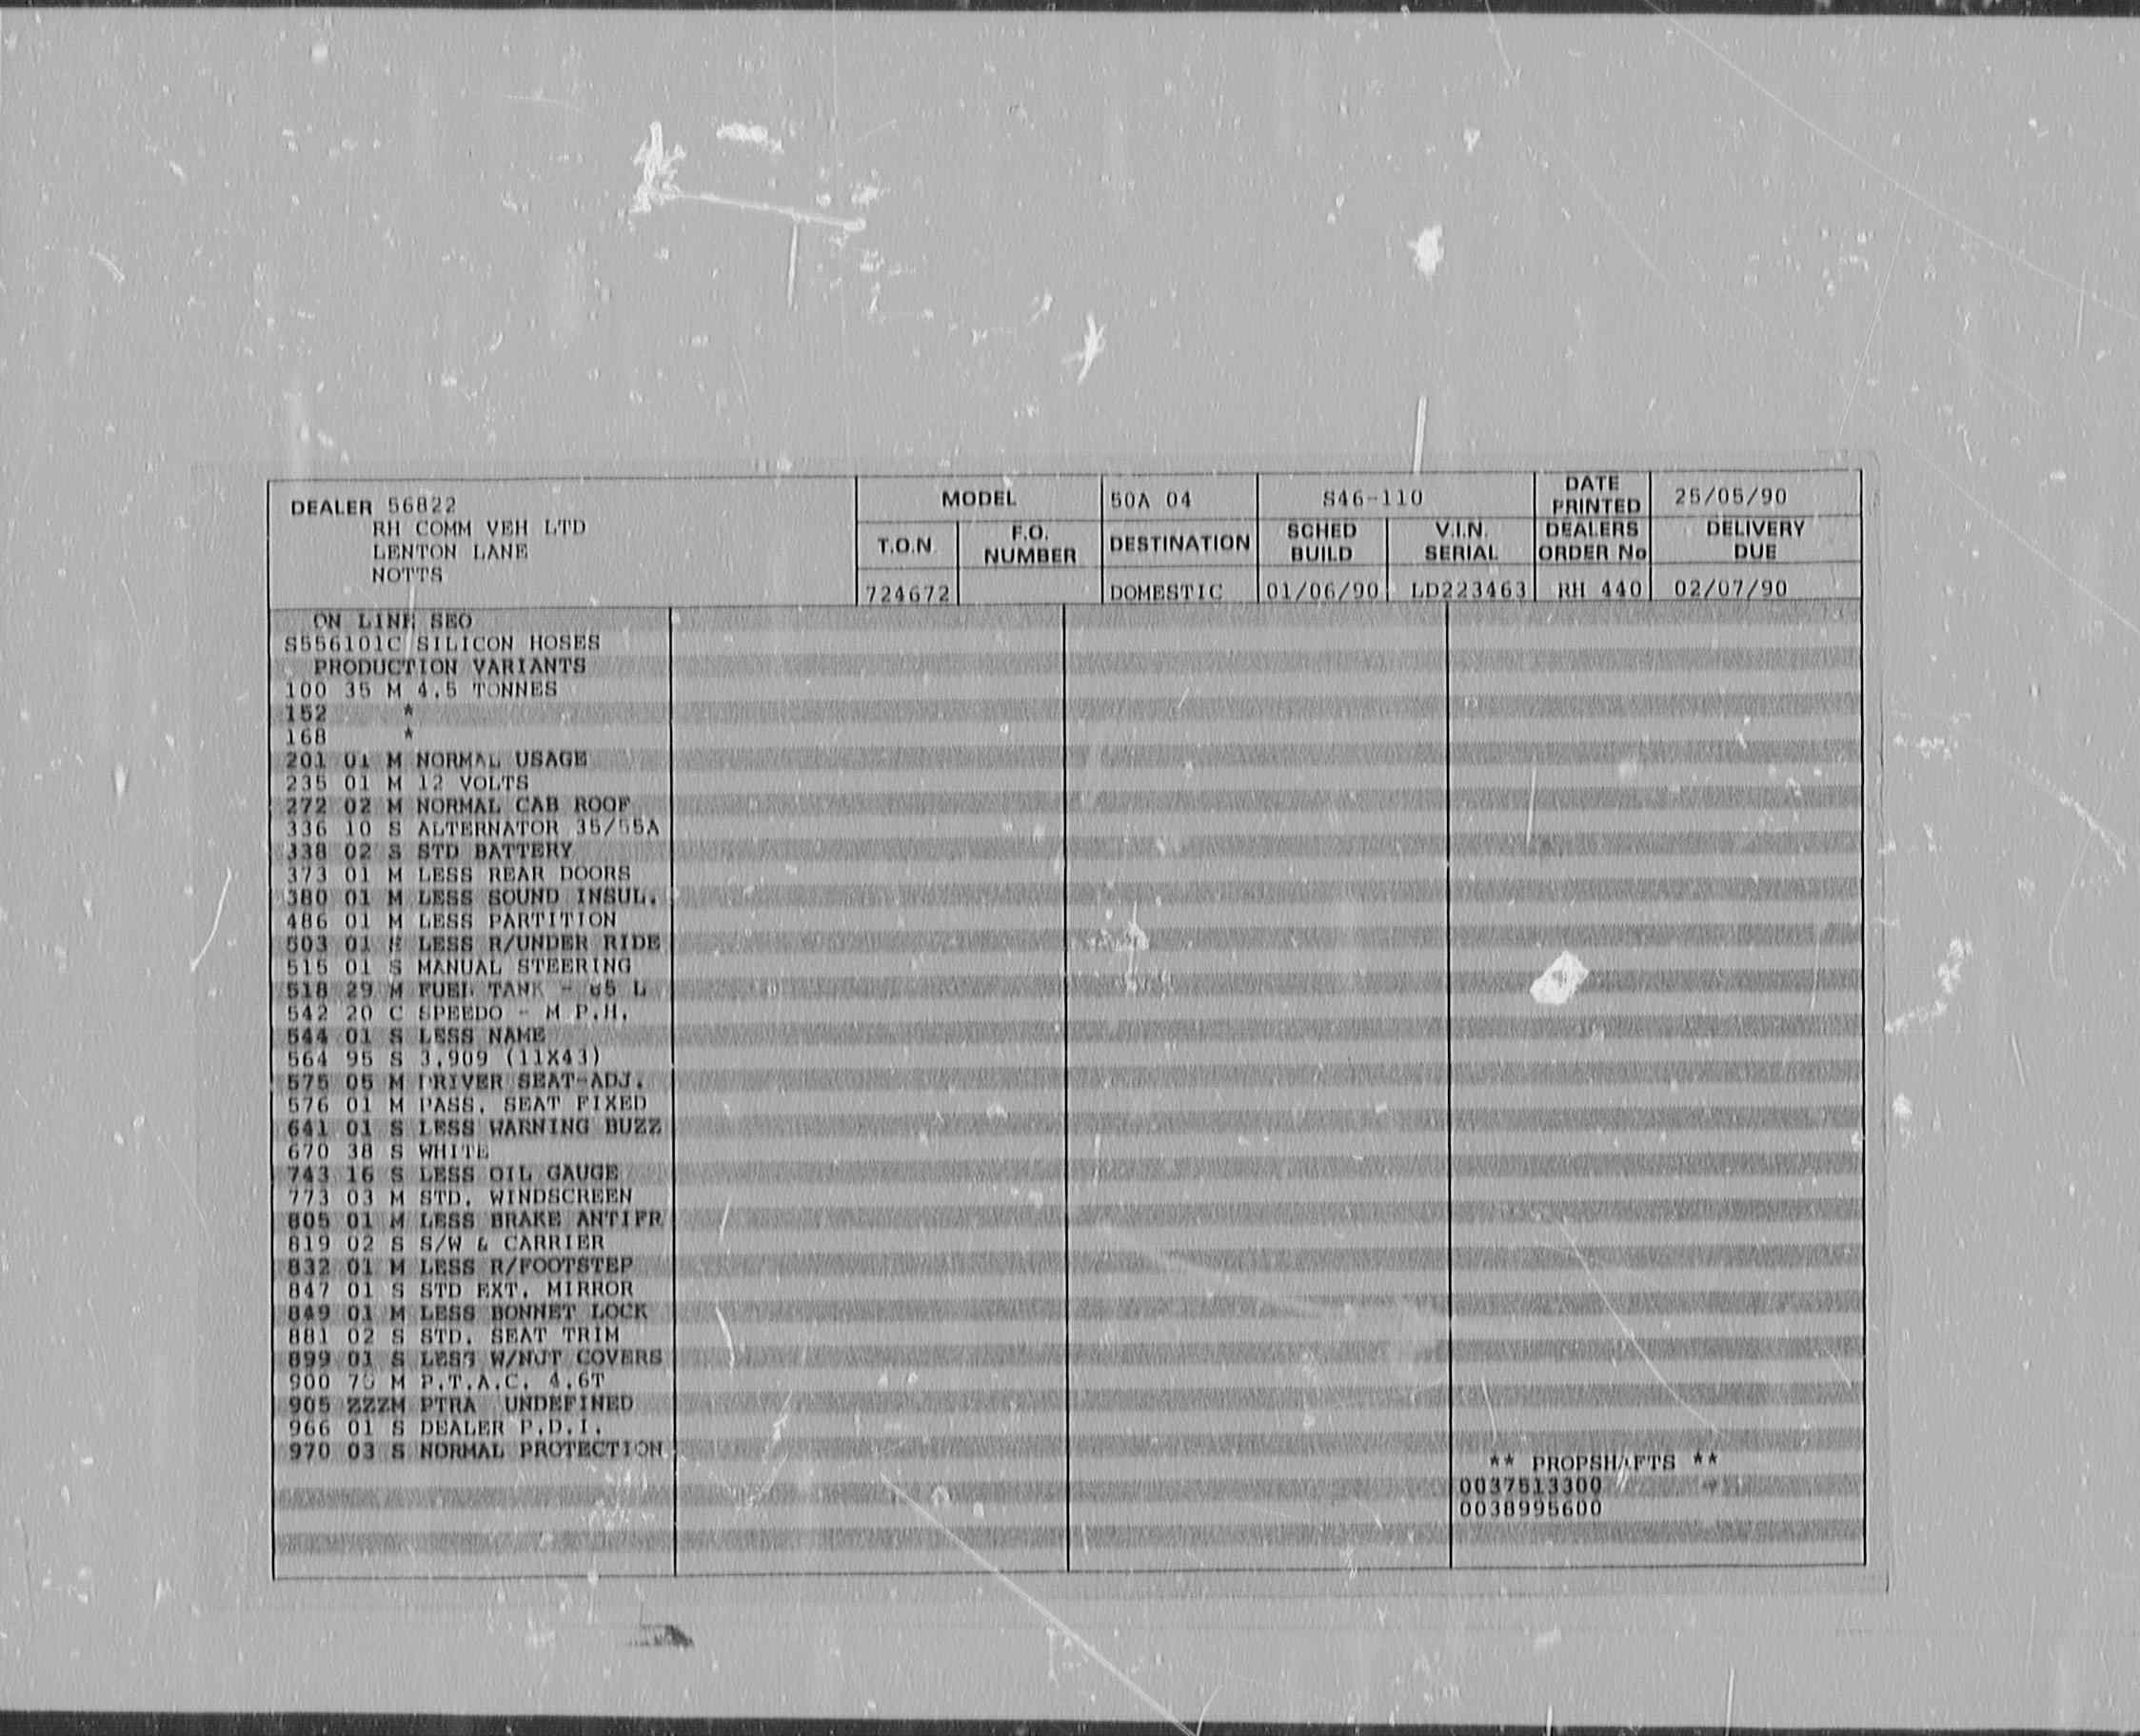 DEALER 56822
RH COMM VEH LTD
LENTON LANE
NOTTS
MODEL 50A 04 S46-110 DATE PRINTED 25/05/90
T.O.N F.O. NUMBER DESTINATION SCHED BUILD V.I.N. SERIAL DEALERS ORDER No DELIVERY DUE
724672 DOMESTIC 01/06/90 LD223463 RH 440 02/07/90
ON LINE SEO
S556101C SILICON HOSES
PRODUCTION VARIANTS
100 35 M 4.5 TONNES
152 *
168 *
201 01 M NORMAL USAGE
235 01 M 12 VOLTS
272 02 M NORMAL CAB ROOF
336 10 S ALTERNATOR 35/55A
338 02 S STD BATTERY
373 01 M LESS REAR DOORS
380 01 M LESS SOUND INSUL.
486 01 M LESS PARTITION
503 01 LESS R/UNDER RIDE
515 01 S MANUAL STEERING
518 29 M FUEL TANK - 65 L
542 20 C SPEEDO - M P.H.
544 01 S LESS NAME
564 95 S 3.909 (11X43)
575 05 M DRIVER SEAT-ADJ.
576 01 M PASS. SEAT FIXED
641 01 S LESS WARNING BUZZ
670 38 S WHITE
743 16 S LESS OIL GAUGE
773 03 M STD. WINDSCREEN
805 01 M LESS BRAKE ANTIFR
819 02 S S/W & CARRIER
832 01 M LESS R/FOOTSTEP
847 01 S STD EXT. MIRROR
849 01 M LESS BONNET LOCK
881 02 S STD. SEAT TRIM
899 01 S LESS W/NUT COVERS
900 75 M P.T.A.C. 4.6T
905 ZZZM PTRA UNDEFINED
966 01 S DEALER P.D.I.
970 03 S NORMAL PROTECTION
** PROPSHAFTS **
0037513300
0038995600